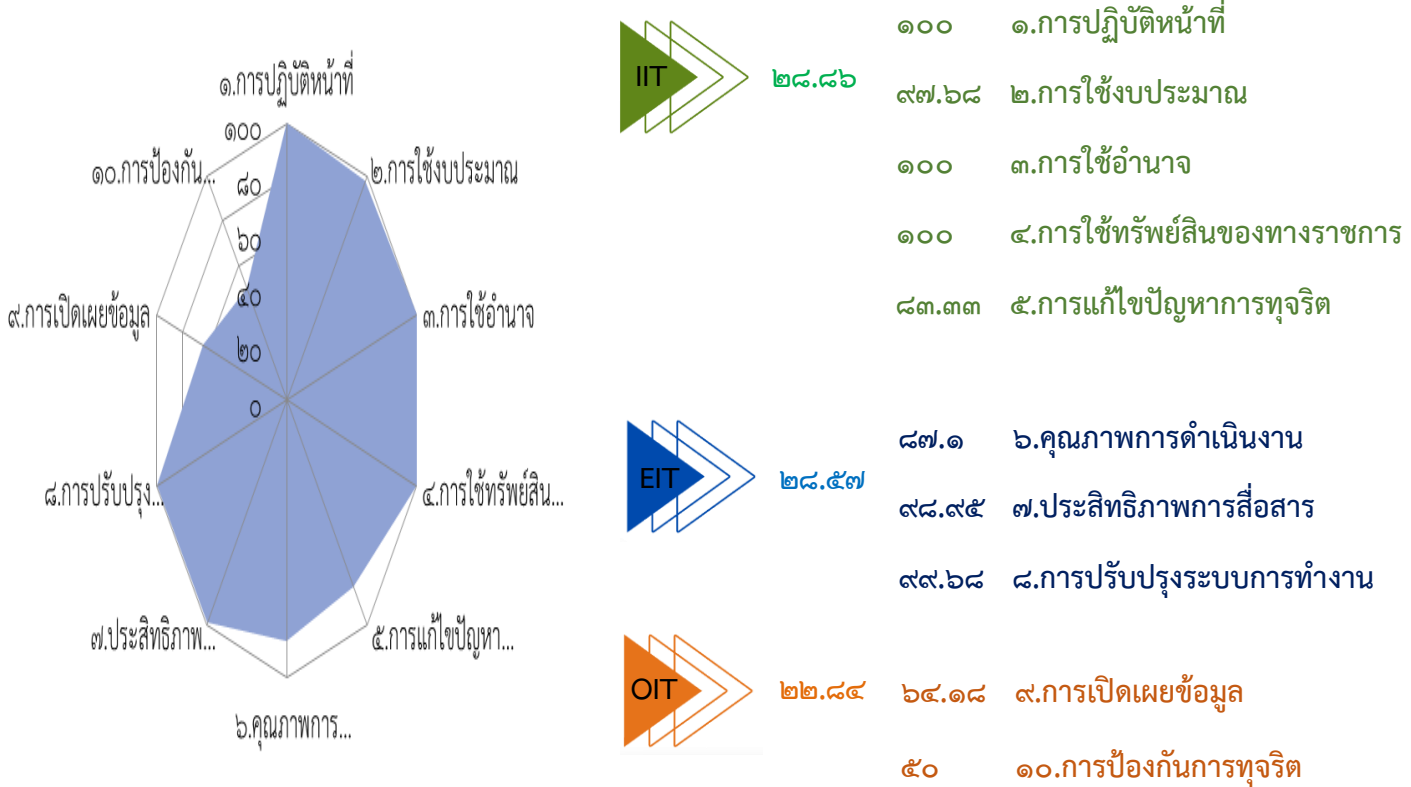 ๑.การปฏิบัติหน้าที่
๑๐๐
๑๐.การป้องกัน...
๒.การใช้งบประมาณ
๘๐
๖๐
๔๐
๙.การเปิดเผยข้อมูล
๓.การใช้อำนาจ
๒๐
๐
๘.การปรับปรุง...
๔.การใช้ทรัพย์สิน...
๗.ประสิทธิภาพ...
๕.การแก้ไขปัญหา...
๖.คุณภาพการ...
IIT
๒๘.๘๖
๑๐๐ ๑.การปฏิบัติหน้าที่
๙๗.๖๘ ๒.การใช้งบประมาณ
๑๐๐ ๓.การใช้อำนาจ
๑๐๐ ๔.การใช้ทรัพย์สินของทางราชการ
๘๓.๓๓ ๕.การแก้ไขปัญหาการทุจริต
EIT
๒๘.๕๗
๘๗.๑ ๖.คุณภาพการดำเนินงาน
๙๘.๙๕ ๗.ประสิทธิภาพการสื่อสาร
๙๙.๖๘ ๘.การปรับปรุงระบบการทำงาน
OIT
๒๒.๘๔
๖๔.๑๘ ๙.การเปิดเผยข้อมูล
๕๐ ๑๐.การป้องกันการทุจริต